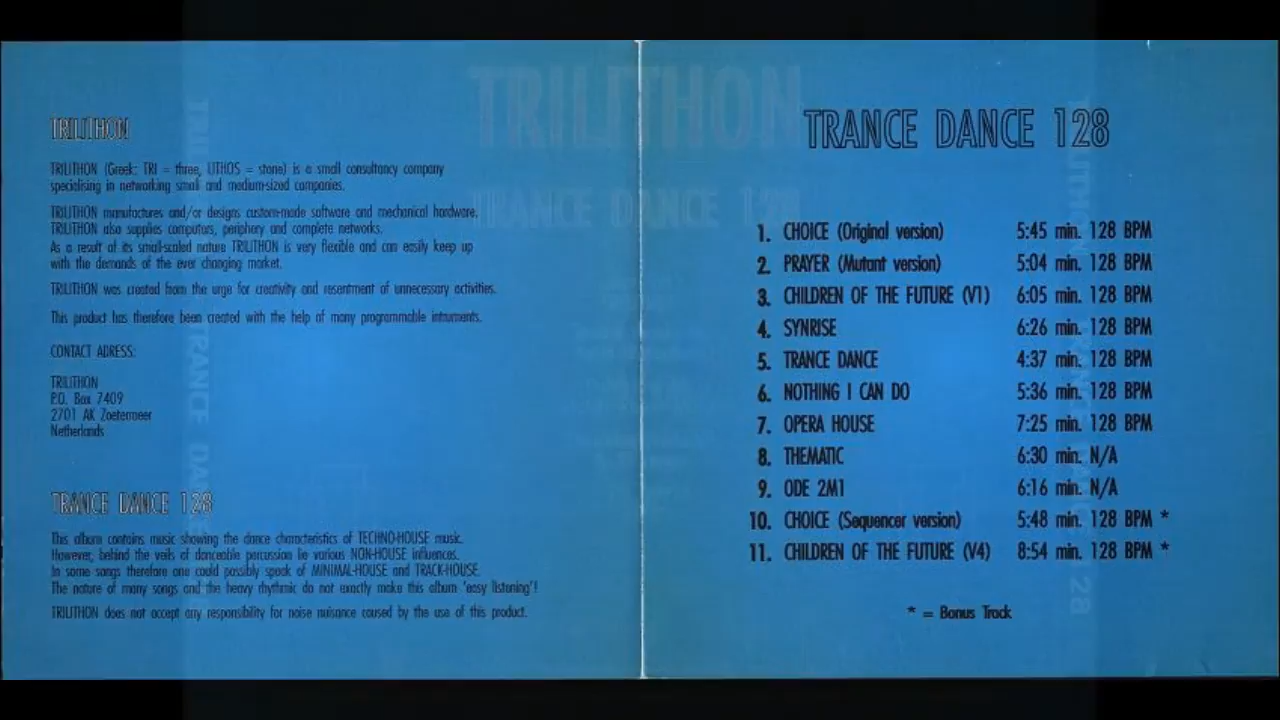 TRILITHON
TRILITHON (Greek: TRI = three, LITHOS = stone) is a small consultancy company
specialising in networking small and medium-sized companies.
TRILITHON manufactures and/or designs custom-made software and mechanical hardware.
TRILITHON also supplies computors, periphery and complete networks.
As a result of its small-scaled nature TRILITHON is very flexible and can easily keep up
with the demands of the ever changing market.
TRILITHON was created from the urge for creativity and resentment of unnecessary activities.
This product has therefore been created with the help of many programmable intruments.
CONTACT ADRESS:
TRILITHON
P.O. Box 7409
2701 AK Zoetermeer
Netherlands
TRANCE DANCE 128
This album contains music showing the dance characteristics of TECHNO-HOUSE music.
However, behind the veils of danceable percussion lie various NON-HOUSE influences.
In some songs therefore one could possibly speak of MINIMAL-HOUSE and TRACK-HOUSE.
The nature of many songs and the heavy rhythmic do not exactly make this album 'easy listening'!
TRILITHON does not accept any responsibility for noise nuisance caused by the use of this product.
TRILITHON
TRANCE DANCE 128
TRANCE DANCE 128
1. CHOICE (Original version) 5:45 min. 128 BPM
2. PRAYER (Mutant version) 5:04 min. 128 BPM
3. CHILDREN OF THE FUTURE (V1) 6:05 min. 128 BPM
4. SYNRISE 6:26 min. 128 BPM
5. TRANCE DANCE 4:37 min. 128 BPM
6. NOTHING I CAN DO 5:36 min. 128 BPM
7. OPERA HOUSE 7:25 min. 128 BPM
8. THEMATIC 6:30 min. N/A
9. ODE 2M1 6:16 min. N/A
10. CHOICE (Sequencer version) 5:48 min. 128 BPM *
11. CHILDREN OF THE FUTURE (V4) 8:54 min. 128 BPM *
* = Bonus Track